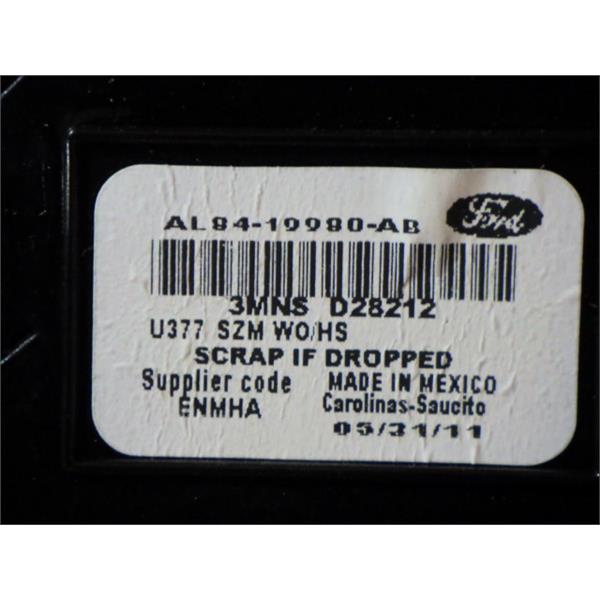 AL84-19980-AB
Ford
3MNS D28212
U377 SZM WO/HS
SCRAP IF DROPPED
Supplier code MADE IN MEXICO
ENMHA Carolinas-Saucito
05/31/11